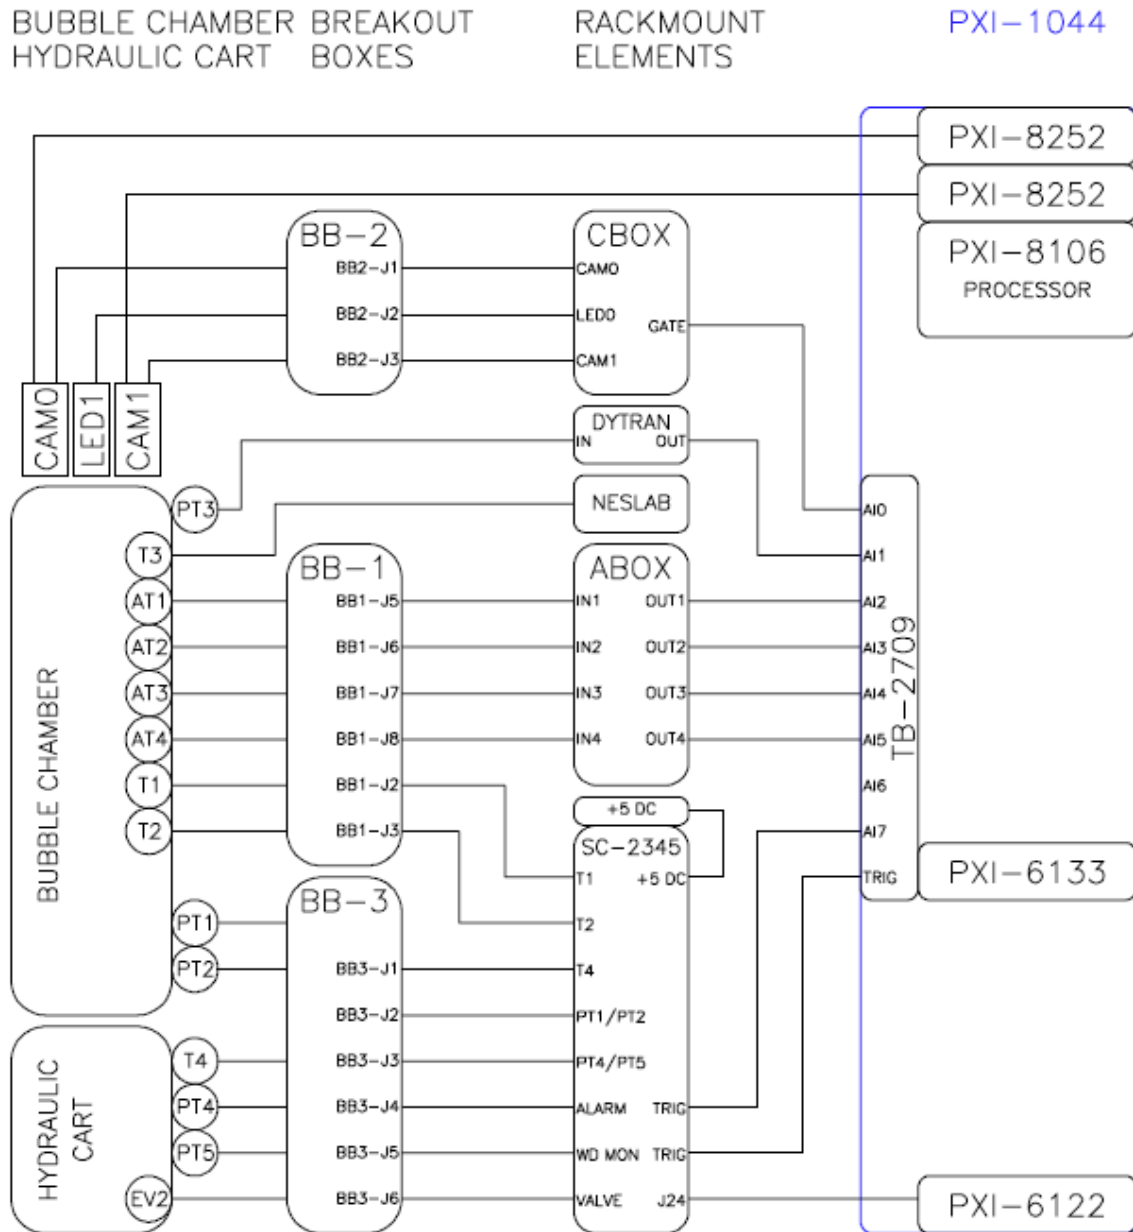 BUBBLE CHAMBER
HYDRAULIC CART
BREAKOUT
BOXES
RACKMOUNT
ELEMENTS
PXI-1044
PXI-8252
PXI-8252
PXI-8106
PROCESSOR
BB-2
BB2-J1
BB2-J2
BB2-J3
CBOX
CAM0
LED0
GATE
CAM1
CAM0
LED1
CAM1
DYTRAN
IN OUT
NESLAB
BUBBLE CHAMBER
PT3
T3
AT1
AT2
AT3
AT4
T1
T2
PT1
PT2
BB-1
BB1-J5
BB1-J6
BB1-J7
BB1-J8
BB1-J2
BB1-J3
ABOX
IN1 OUT1
IN2 OUT2
IN3 OUT3
IN4 OUT4
+5 DC
SC-2345
T1 +5 DC
T2
T4
PT1/PT2
PT4/PT5
ALARM TRIG
WD MON TRIG
VALVE J24
BB-3
BB3-J1
BB3-J2
BB3-J3
BB3-J4
BB3-J5
BB3-J6
HYDRAULIC
CART
T4
PT4
PT5
EV2
TB-2709
AI0
AI1
AI2
AI3
AI4
AI5
AI6
AI7
TRIG
PXI-6133
PXI-6122